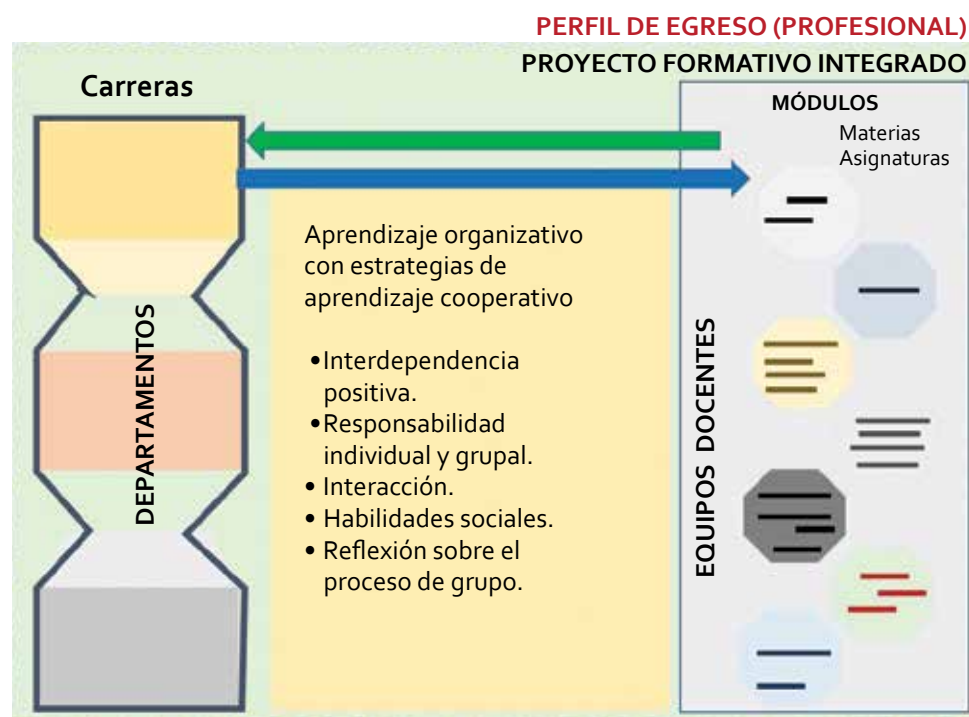 PERFIL DE EGRESO (PROFESIONAL)
PROYECTO FORMATIVO INTEGRADO
Carreras
DEPARTAMENTOS
Aprendizaje organizativo
con estrategias de
aprendizaje cooperativo
•Interdependencia
positiva.
•Responsabilidad
individual y grupal.
• Interacción.
• Habilidades sociales.
• Reflexión sobre el
proceso de grupo.
MÓDULOS
Materias
Asignaturas
EQUIPOS DOCENTES